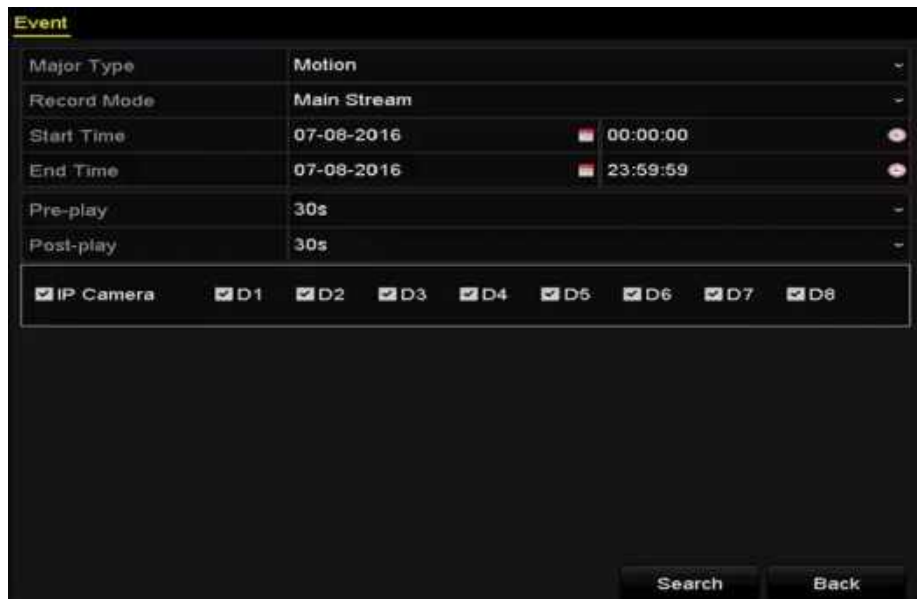 Event
Major Type Motion
Record Mode Main Stream
Start Time 07-08-2016 00:00:00
End Time 07-08-2016 23:59:59
Pre-play 30s
Post-play 30s
IP Camera D1 D2 D3 D4 D5 D6 D7 D8
Search Back